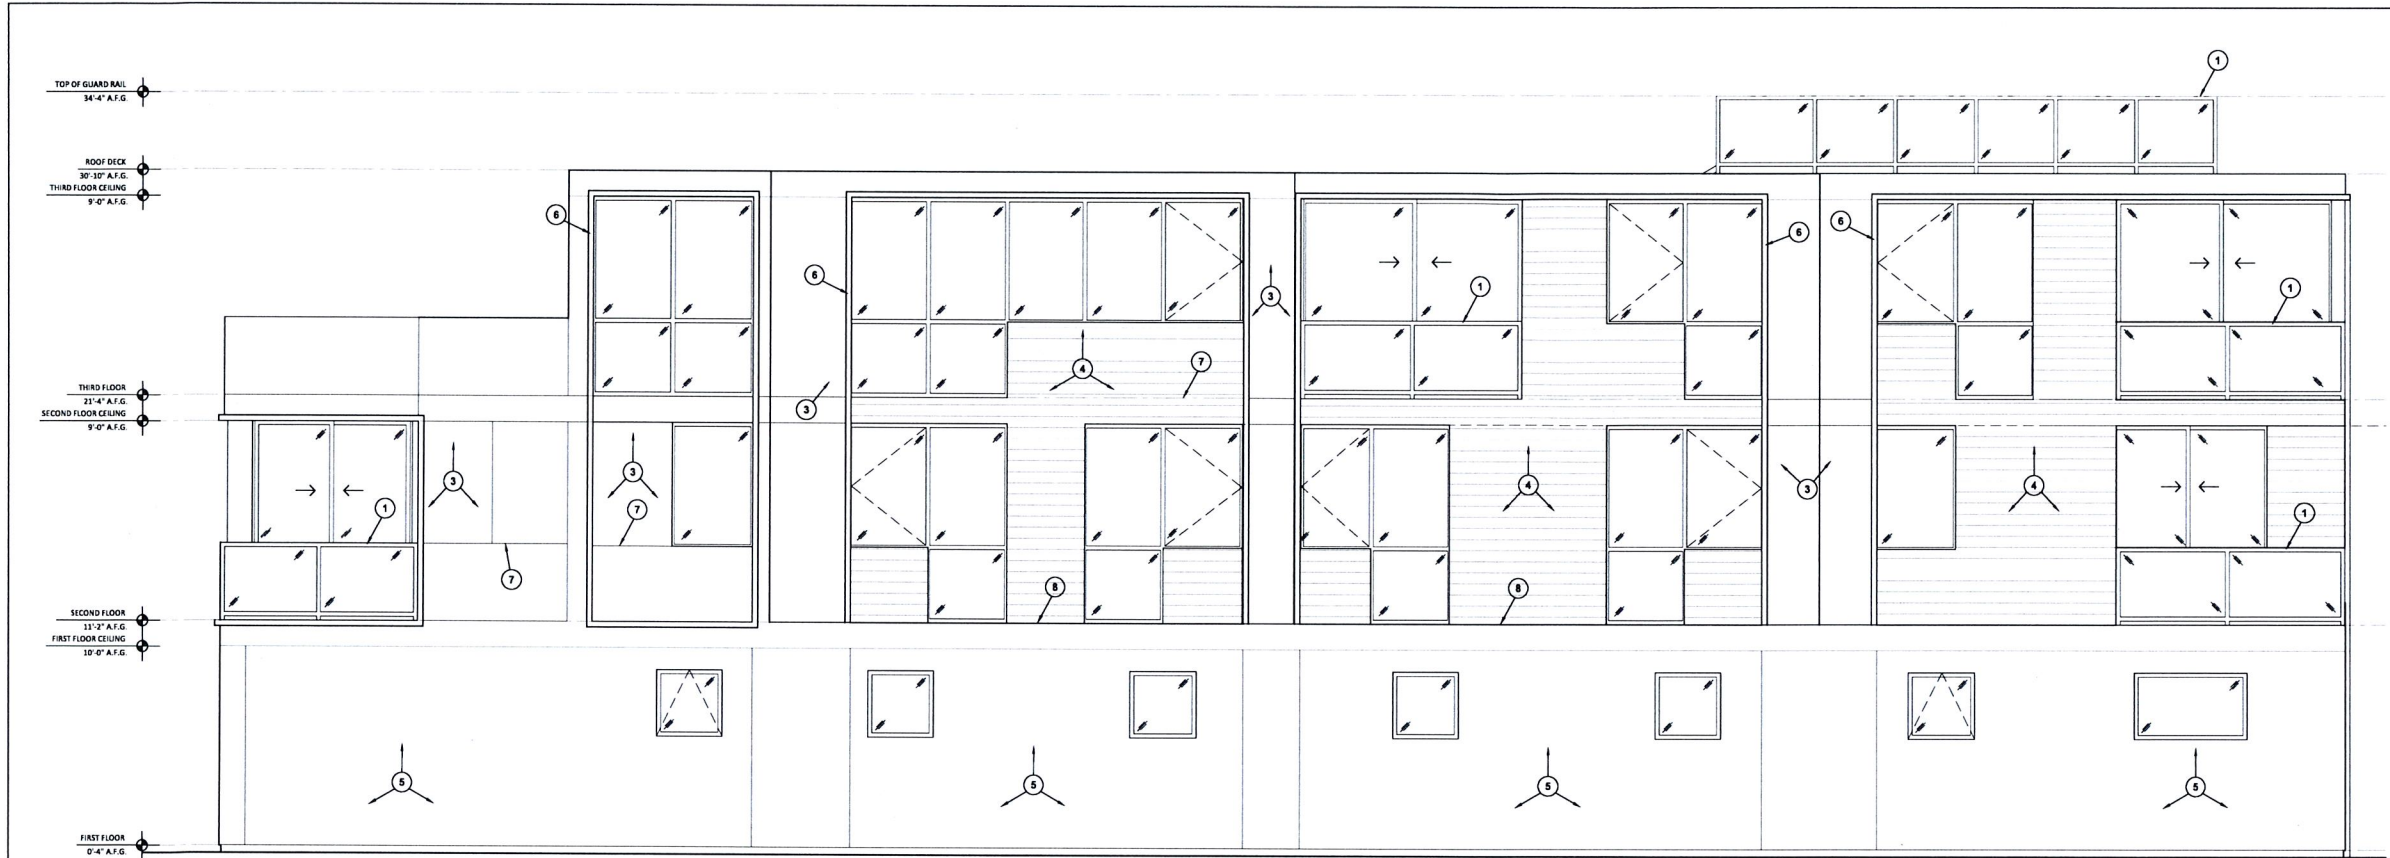 TOP OF GUARD RAIL
34'-4" A.F.G.
ROOF DECK
30'-10" A.F.G.
THIRD FLOOR CEILING
9'-0" A.F.G.
THIRD FLOOR
21'-4" A.F.G.
SECOND FLOOR CEILING
9'-0" A.F.G.
SECOND FLOOR
11'-2" A.F.G.
FIRST FLOOR CEILING
10'-0" A.F.G.
FIRST FLOOR
0'-4" A.F.G.
1
6
6
6
6
3
1
1
4
7
3
3
3
7
1
7
4
3
4
1
8
8
5
5
5
5